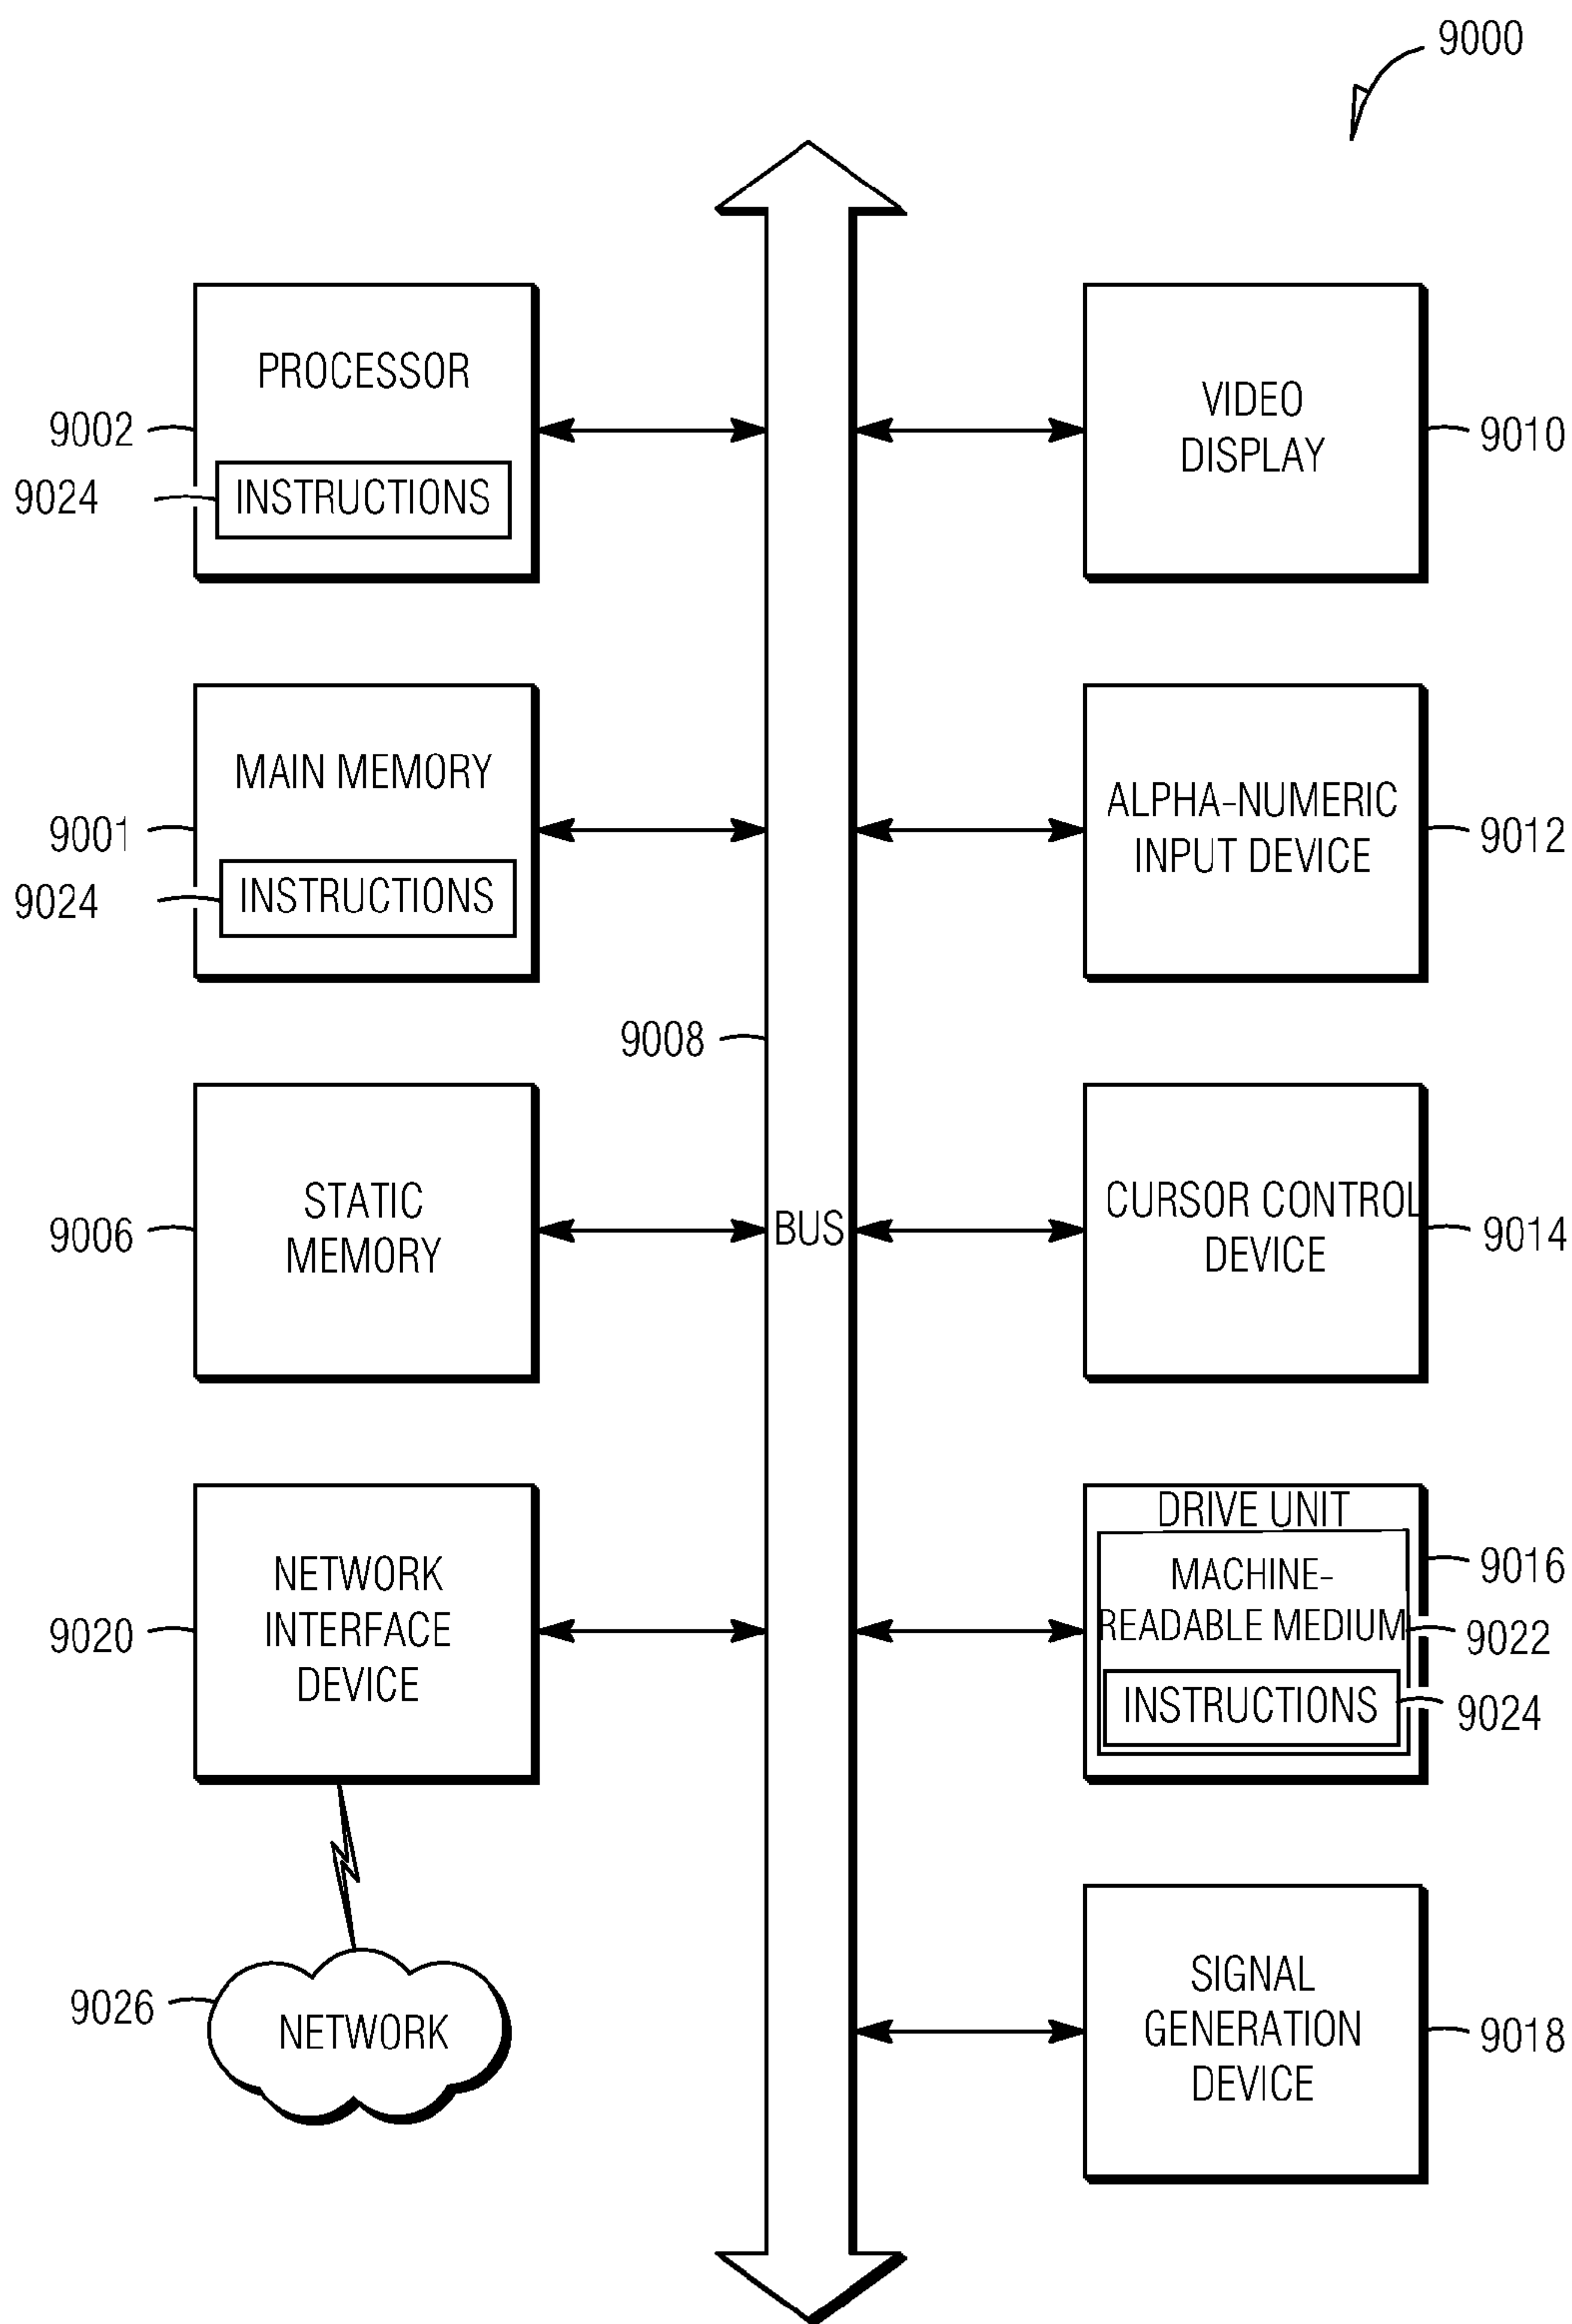 9000
PROCESSOR
9002
9024
INSTRUCTIONS
MAIN MEMORY
9001
9024
INSTRUCTIONS
9008
STATIC
MEMORY
9006
NETWORK
INTERFACE
DEVICE
9020
9026
NETWORK
BUS
VIDEO
DISPLAY
9010
ALPHA-NUMERIC
INPUT DEVICE
9012
CURSOR CONTROL
DEVICE
9014
DRIVE UNIT
9016
MACHINE-
READABLE MEDIUM
9022
INSTRUCTIONS
9024
SIGNAL
GENERATION
DEVICE
9018